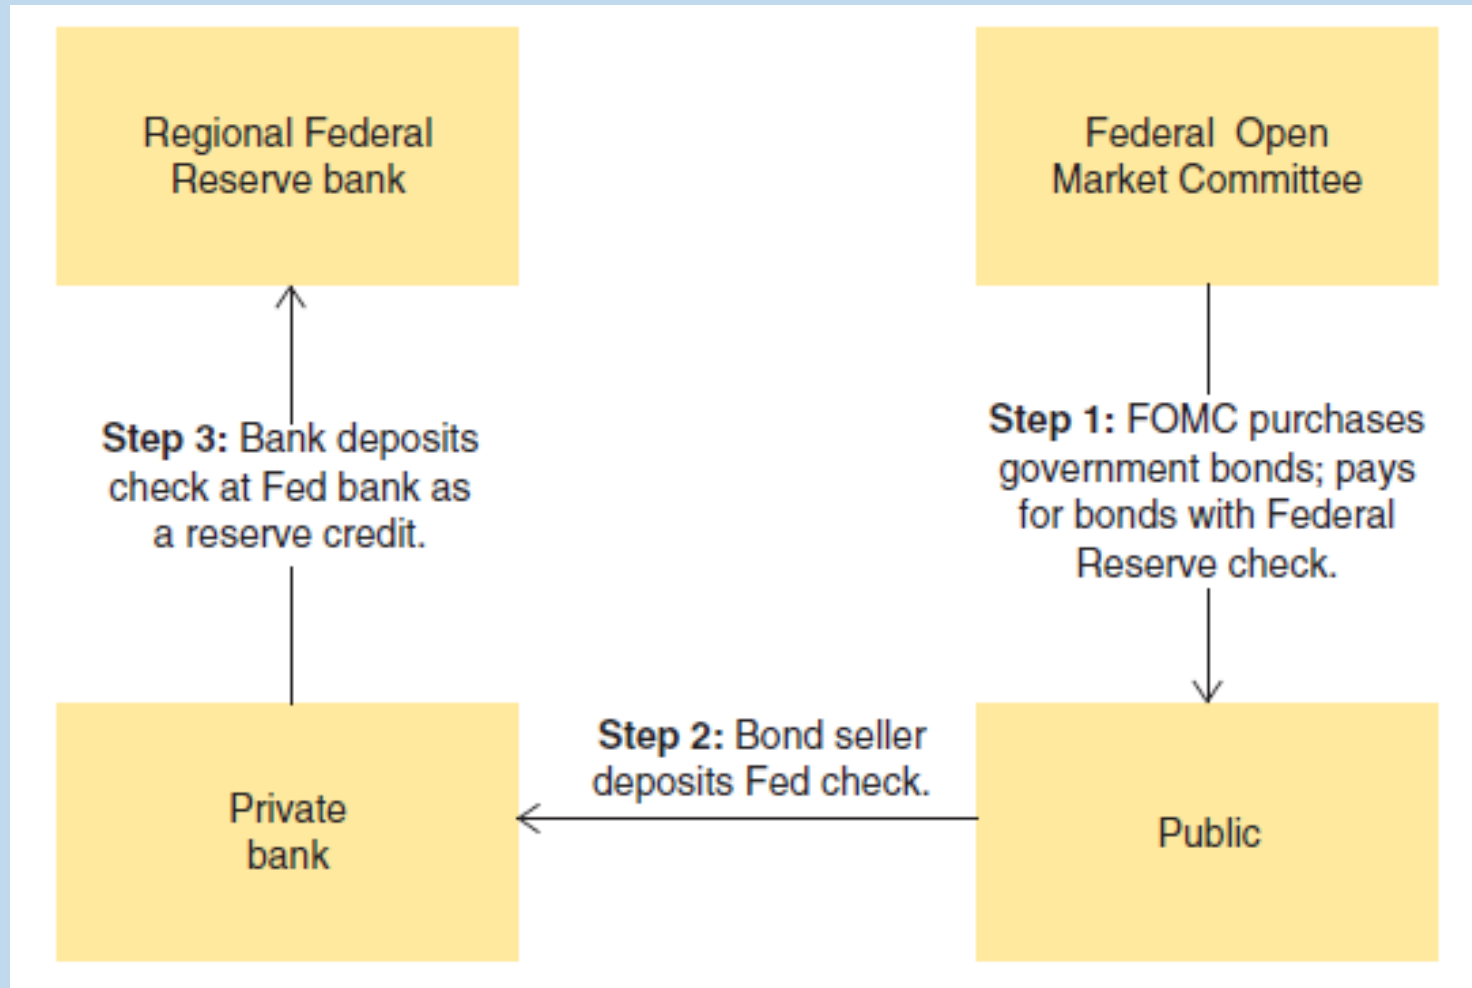 Regional Federal
Reserve bank
Federal Open
Market Committee
Step 1: FOMC purchases
government bonds; pays
for bonds with Federal
Reserve check.
Step 3: Bank deposits
check at Fed bank as
a reserve credit.
Step 2: Bond seller
deposits Fed check.
Private
bank
Public